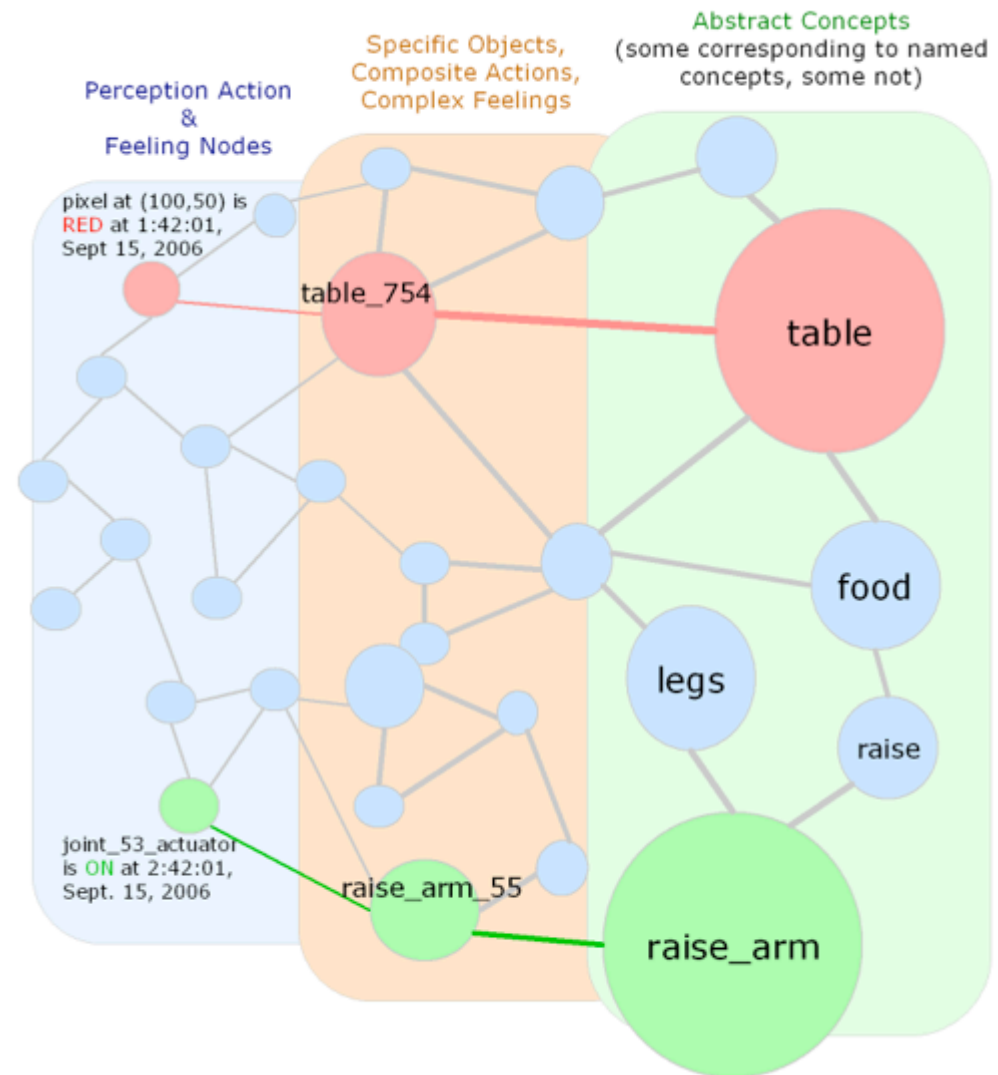 Abstract Concepts
(some corresponding to named
concepts, some not)
Specific Objects,
Composite Actions,
Complex Feelings
Perception Action
&
Feeling Nodes
pixel at (100,50) is
RED at 1:42:01,
Sept 15, 2006
table_754
table
food
legs
raise
joint_53_actuator
is ON at 2:42:01,
Sept. 15, 2006
raise_arm_55
raise_arm